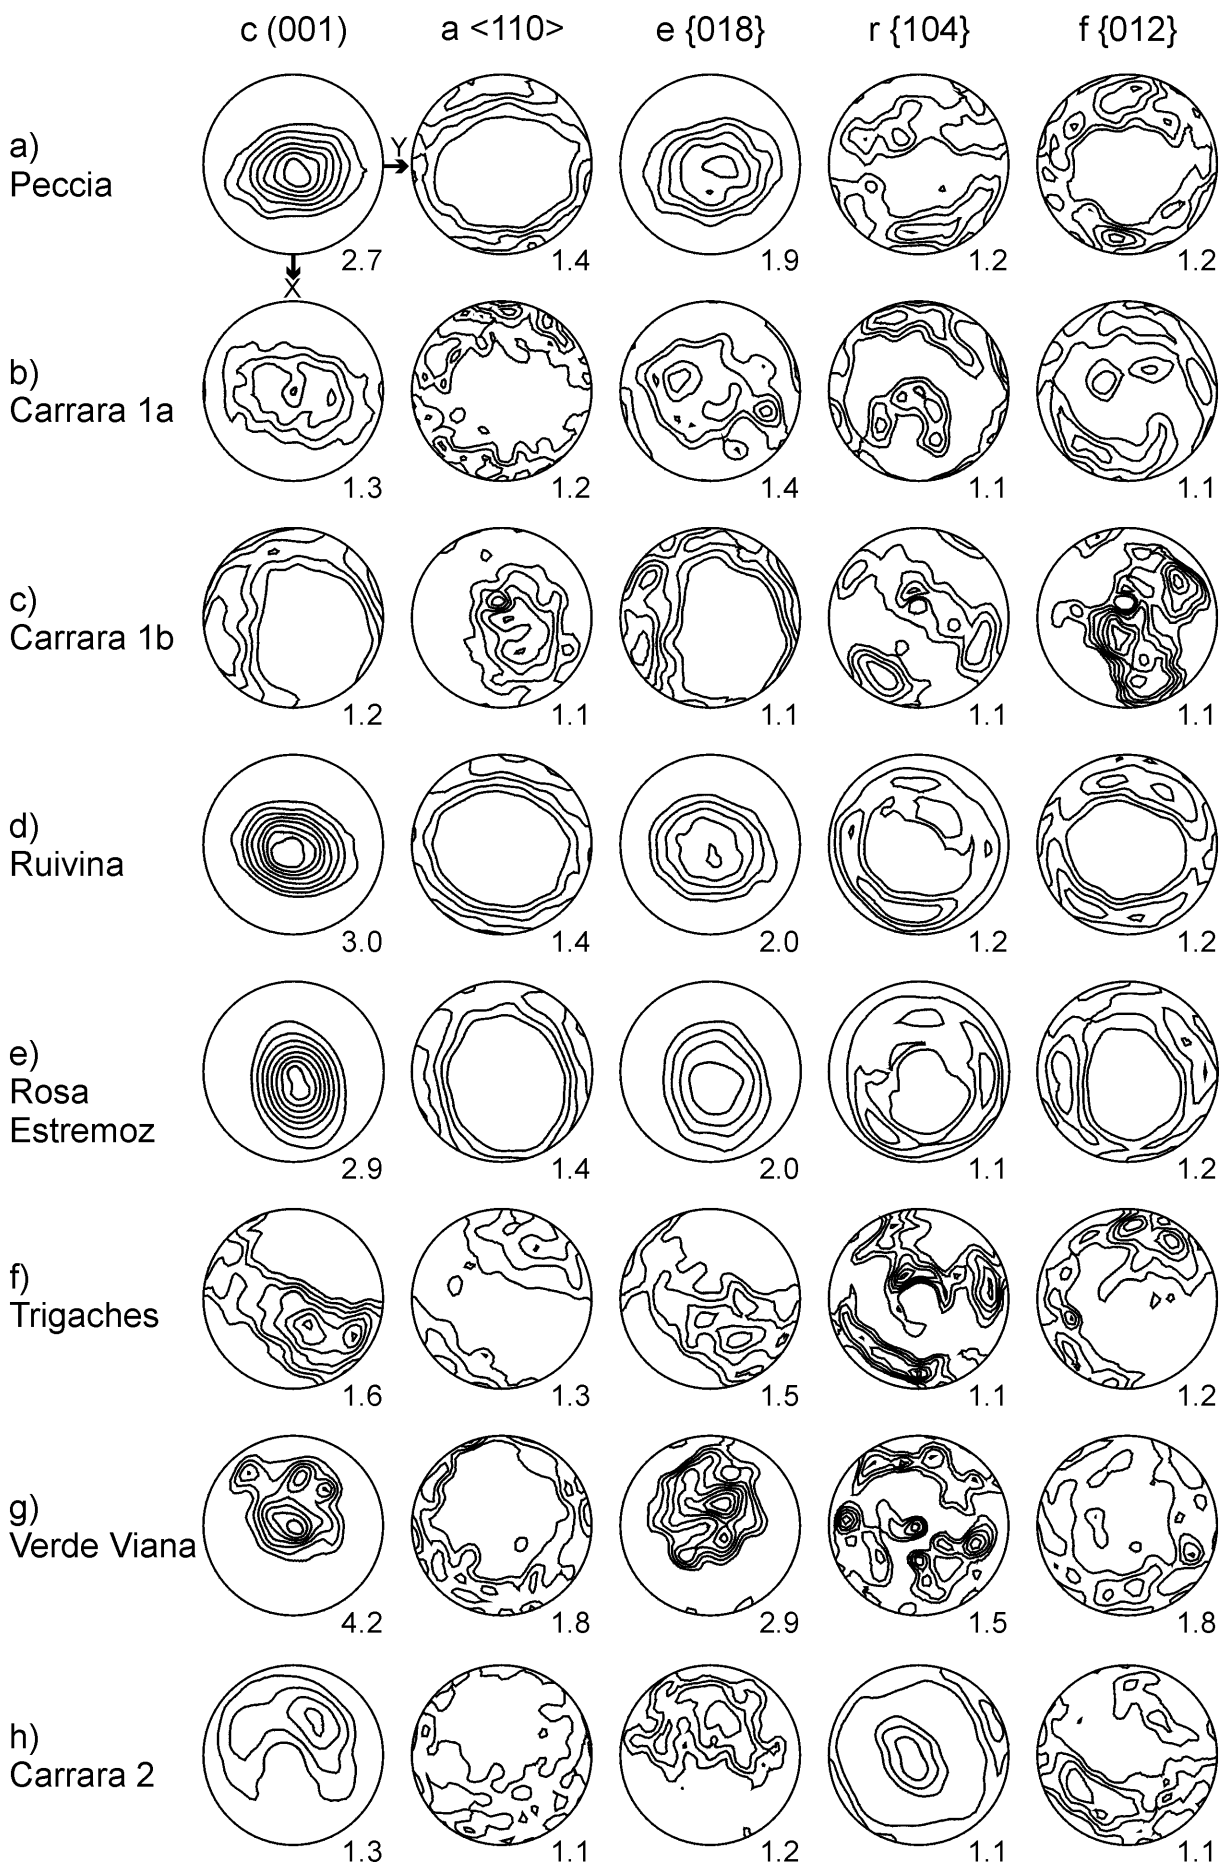 c (001) a <110> e {018} r {104} f {012}
a)
Peccia
Y
2.7 1.4 1.9 1.2 1.2
X
b)
Carrara 1a
1.3 1.2 1.4 1.1 1.1
c)
Carrara 1b
1.2 1.1 1.1 1.1 1.1
d)
Ruivina
3.0 1.4 2.0 1.2 1.2
e)
Rosa
Estremoz
2.9 1.4 2.0 1.1 1.2
f)
Trigaches
1.6 1.3 1.5 1.1 1.2
g)
Verde Viana
4.2 1.8 2.9 1.5 1.8
h)
Carrara 2
1.3 1.1 1.2 1.1 1.1